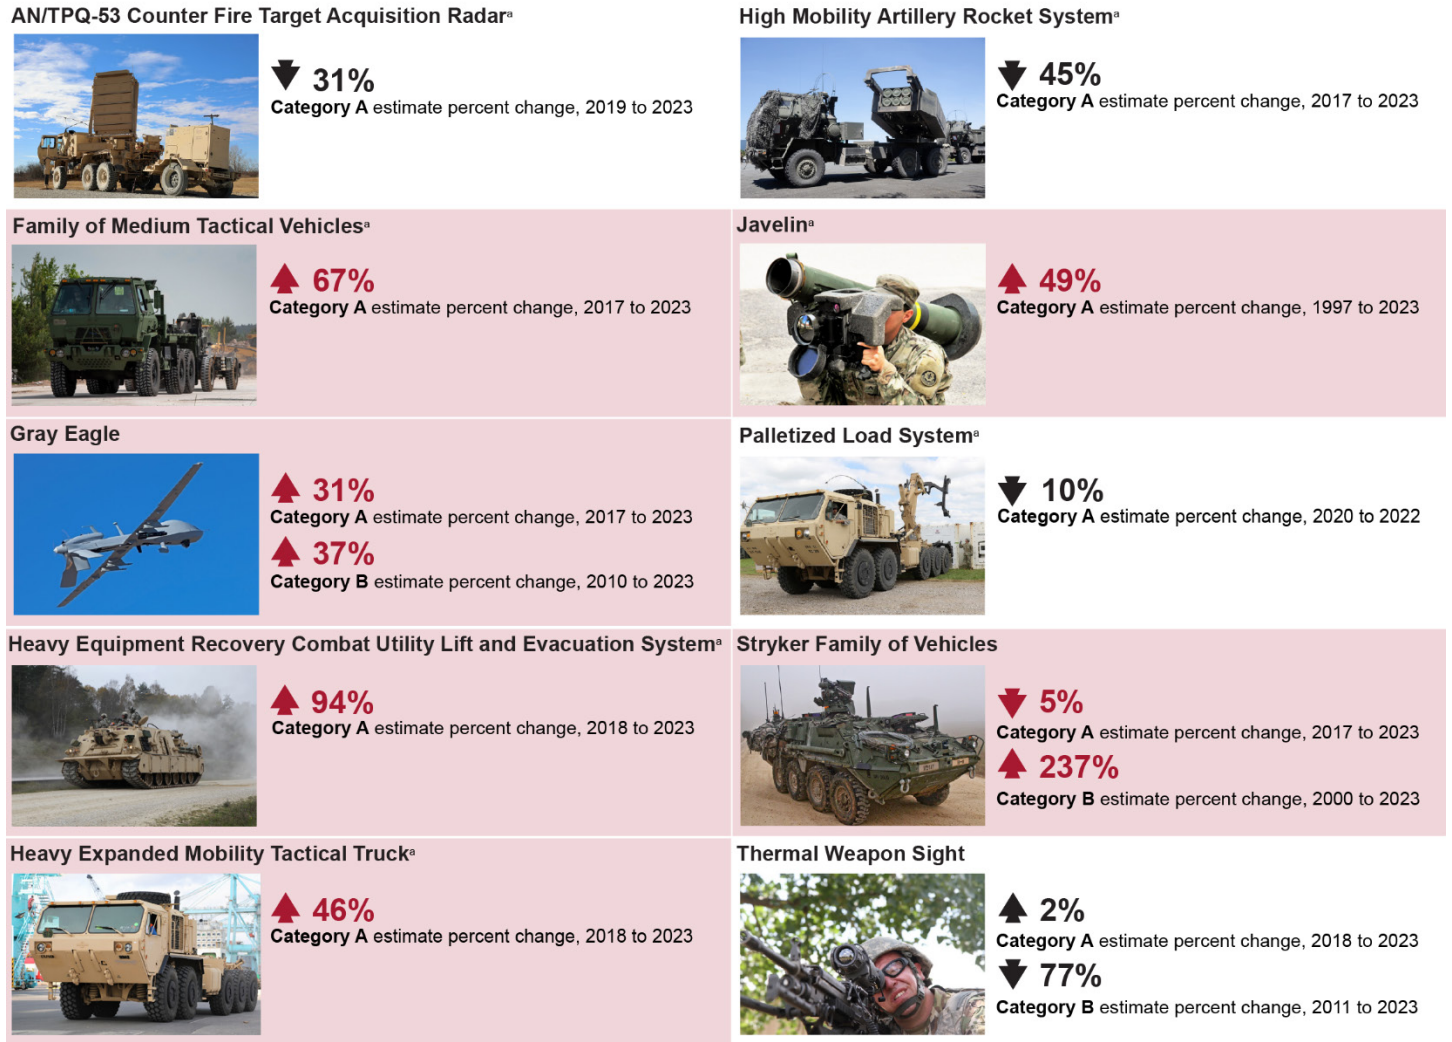 AN/TPQ-53 Counter Fire Target Acquisition Radarᵃ
31%
Category A estimate percent change, 2019 to 2023
High Mobility Artillery Rocket Systemᵃ
45%
Category A estimate percent change, 2017 to 2023
Family of Medium Tactical Vehiclesᵃ
67%
Category A estimate percent change, 2017 to 2023
Javelinᵃ
49%
Category A estimate percent change, 1997 to 2023
Gray Eagle
31%
Category A estimate percent change, 2017 to 2023
37%
Category B estimate percent change, 2010 to 2023
Palletized Load Systemᵃ
10%
Category A estimate percent change, 2020 to 2022
Heavy Equipment Recovery Combat Utility Lift and Evacuation Systemᵃ
94%
Category A estimate percent change, 2018 to 2023
Stryker Family of Vehicles
5%
Category A estimate percent change, 2017 to 2023
237%
Category B estimate percent change, 2000 to 2023
Heavy Expanded Mobility Tactical Truckᵃ
46%
Category A estimate percent change, 2018 to 2023
Thermal Weapon Sight
2%
Category A estimate percent change, 2018 to 2023
77%
Category B estimate percent change, 2011 to 2023